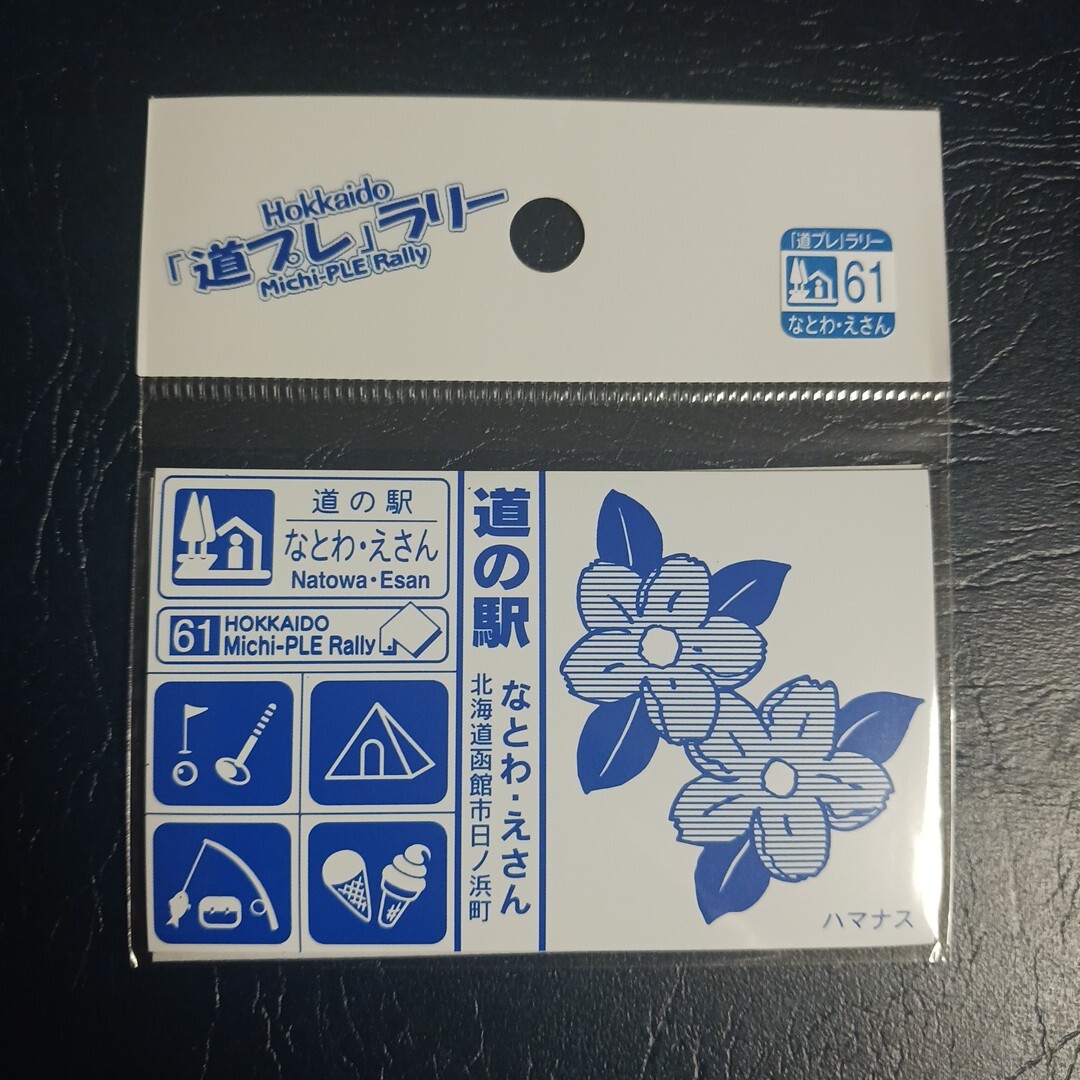 Hokkaido
「道プレ」ラリー
Michi-PLE Rally
「道プレ」ラリー
61
なとわ・えさん
道の駅
なとわ・えさん
Natowa・Esan
61
HOKKAIDO
Michi-PLE Rally
道の駅 なとわ・えさん
北海道函館市日ノ浜町
ハマナス